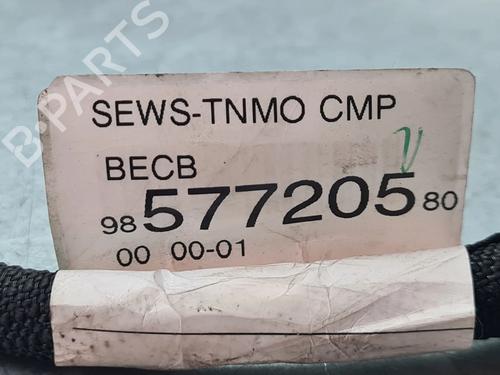 B-PARTS
SEWS-TNMO CMP
BECB
98 577205 80
00 00-01